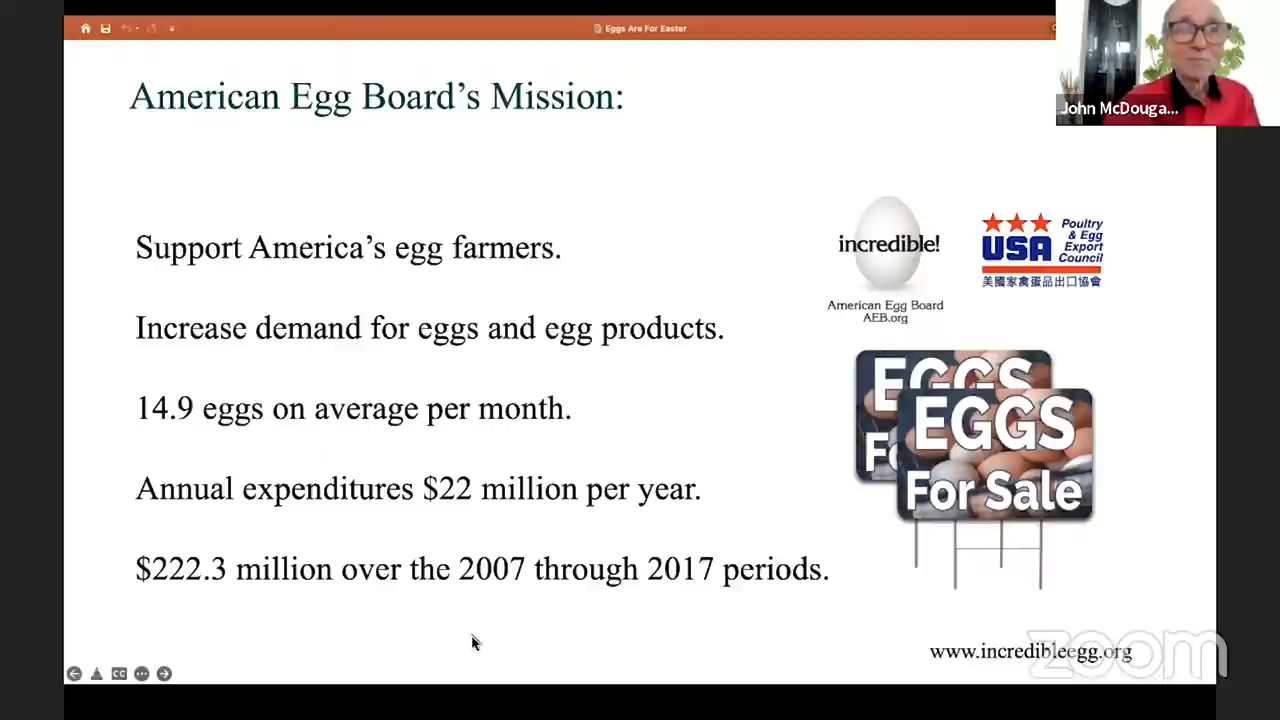 Eggs Are For Easter
John McDouga...
American Egg Board's Mission:
Support America's egg farmers.
Increase demand for eggs and egg products.
14.9 eggs on average per month.
Annual expenditures $22 million per year.
$222.3 million over the 2007 through 2017 periods.
incredible!
American Egg Board
AEB.org
USA
Poultry
& Egg
Export
Council
美國家禽蛋品出口協會
EGGS
Fo
EGGS
For Sale
www.incredibleegg.org
zoom
CC